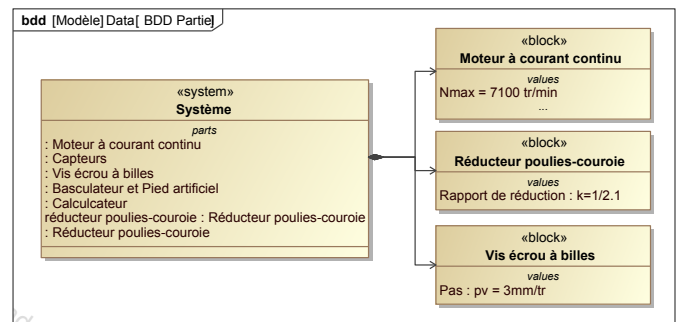 bdd [Modèle] Data[ BDD Partie]
«system»
Système
parts
: Moteur à courant continu
: Capteurs
: Vis écrou à billes
: Basculateur et Pied artificiel
: Calculcateur
réducteur poulies-couroie : Réducteur poulies-couroie
: Réducteur poulies-couroie
«block»
Moteur à courant continu
values
Nmax = 7100 tr/min
...
«block»
Réducteur poulies-couroie
values
Rapport de réduction : k=1/2.1
«block»
Vis écrou à billes
values
Pas : pv = 3mm/tr